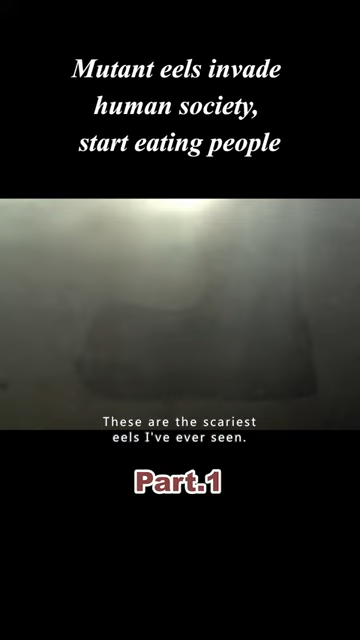 Mutant eels invade
human society,
start eating people
These are the scariest
eels I've ever seen.
Part.1